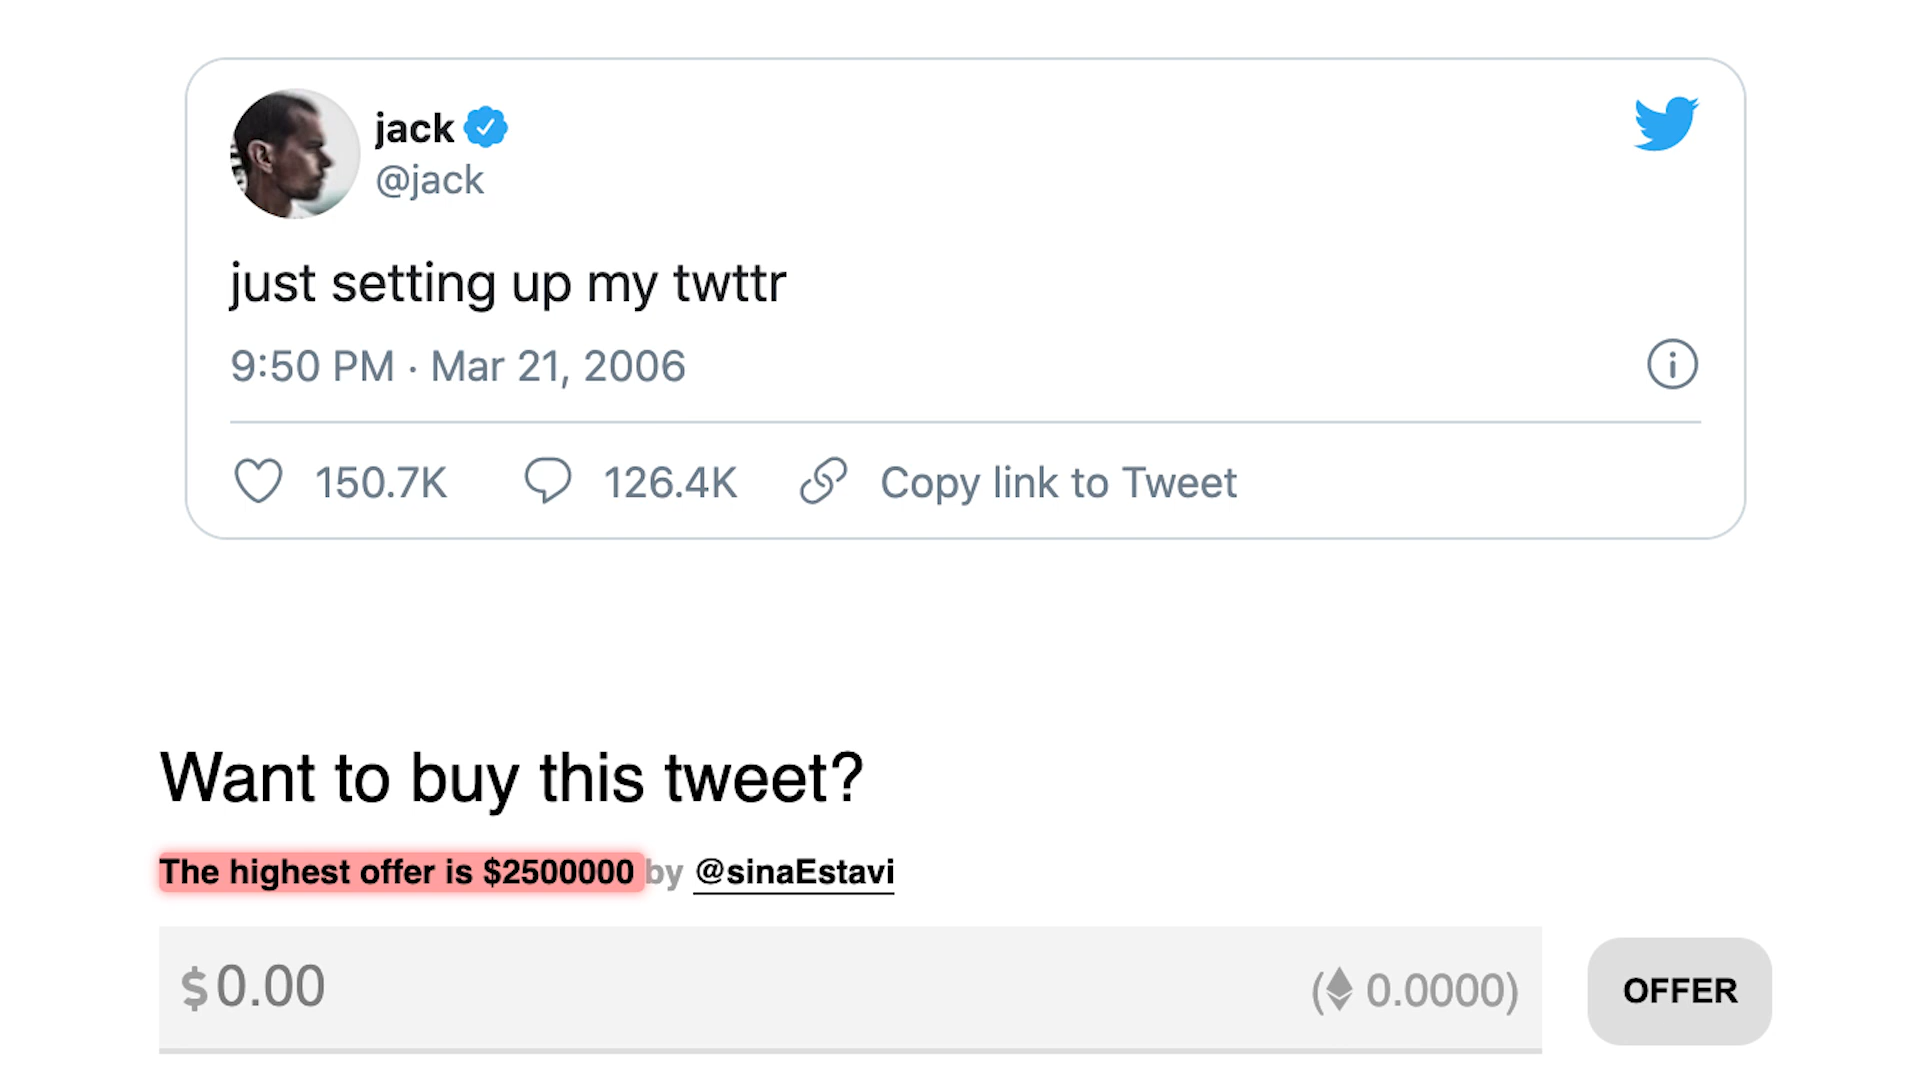 jack
@jack
just setting up my twttr
9:50 PM · Mar 21, 2006
150.7K 126.4K Copy link to Tweet
Want to buy this tweet?
The highest offer is $2500000 by @sinaEstavi
$0.00 (0.0000) OFFER